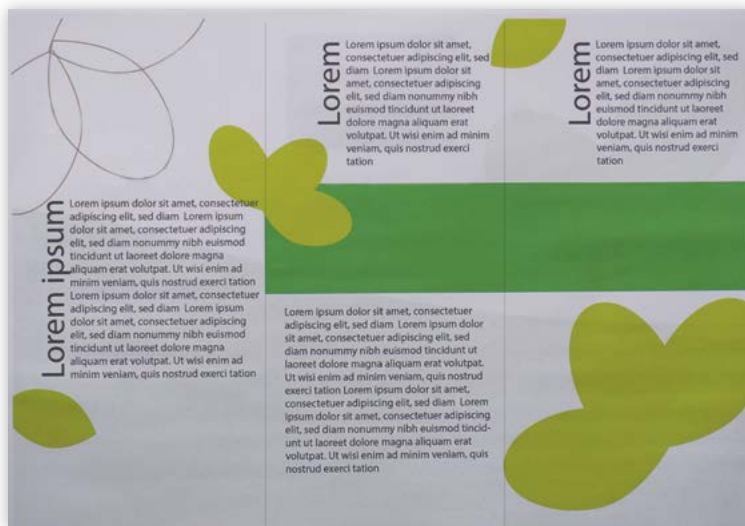 Lorem ipsum
Lorem ipsum dolor sit amet, consectetuer
adipiscing elit, sed diam Lorem ipsum
dolor sit amet, consectetuer adipiscing
elit, sed diam nonummy nibh euismod
tincidunt ut laoreet dolore magna
aliquam erat volutpat. Ut wisi enim ad
minim veniam, quis nostrud exerci tation
Lorem ipsum dolor sit amet, consectetuer
adipiscing elit, sed diam Lorem ipsum
dolor sit amet, consectetuer adipiscing
elit, sed diam nonummy nibh euismod
tincidunt ut laoreet dolore magna
aliquam erat volutpat. Ut wisi enim ad
minim veniam, quis nostrud exerci tation
Lorem
Lorem ipsum dolor sit amet,
consectetuer adipiscing elit, sed
diam Lorem ipsum dolor sit
amet, consectetuer adipiscing
elit, sed diam nonummy nibh
euismod tincidunt ut laoreet
dolore magna aliquam erat
volutpat. Ut wisi enim ad minim
veniam, quis nostrud exerci
tation
Lorem ipsum dolor sit amet, consectetuer
adipiscing elit, sed diam Lorem ipsum dolor
sit amet, consectetuer adipiscing elit, sed
diam nonummy nibh euismod tincidunt ut
laoreet dolore magna aliquam erat volutpat.
Ut wisi enim ad minim veniam, quis nostrud
exerci tation Lorem ipsum dolor sit amet,
consectetuer adipiscing elit, sed diam Lorem
ipsum dolor sit amet, consectetuer adipiscing
elit, sed diam nonummy nibh euismod tincid-
unt ut laoreet dolore magna aliquam erat
volutpat. Ut wisi enim ad minim veniam, quis
nostrud exerci tation
Lorem
Lorem ipsum dolor sit amet,
consectetuer adipiscing elit, sed
diam Lorem ipsum dolor sit
amet, consectetuer adipiscing
elit, sed diam nonummy nibh
euismod tincidunt ut laoreet
dolore magna aliquam erat
volutpat. Ut wisi enim ad minim
veniam, quis nostrud exerci
tation